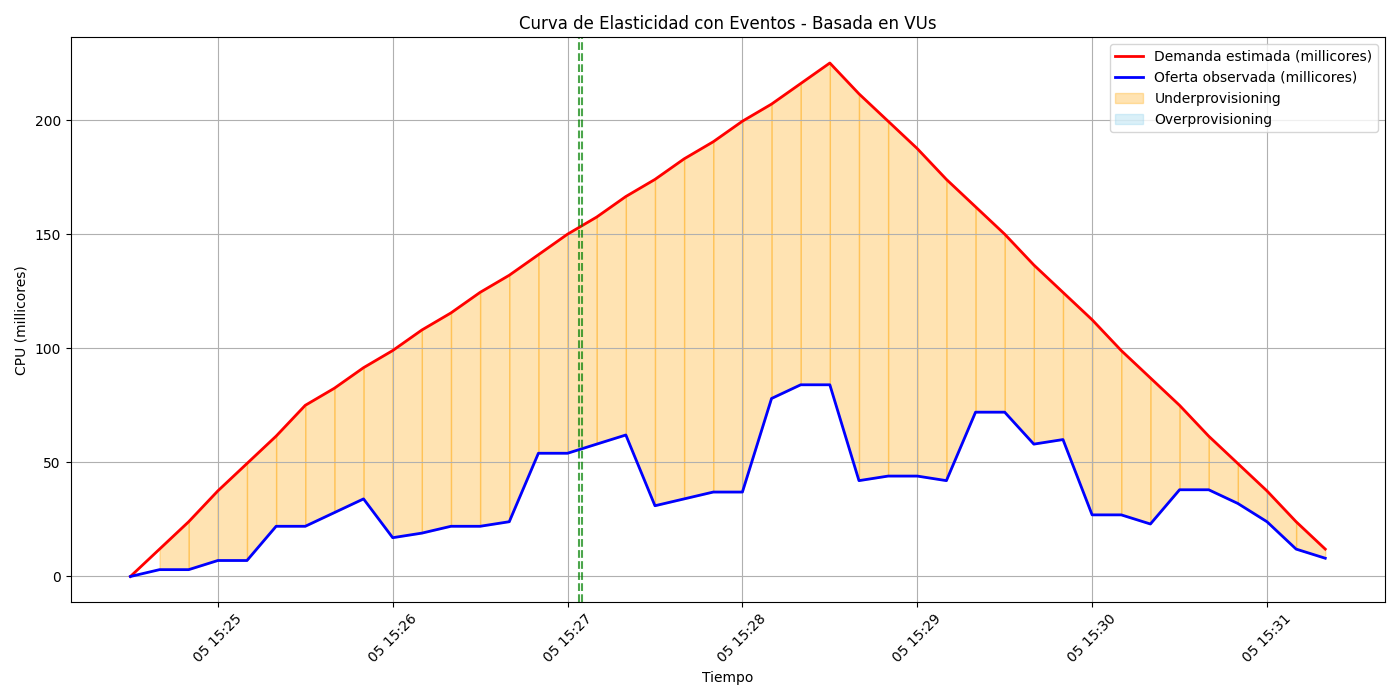 Curva de Elasticidad con Eventos - Basada en VUs
Demanda estimada (millicores)
Oferta observada (millicores)
Underprovisioning
Overprovisioning
CPU (millicores)
200
150
100
50
0
05 15:25
05 15:26
05 15:27
05 15:28
05 15:29
05 15:30
05 15:31
Tiempo